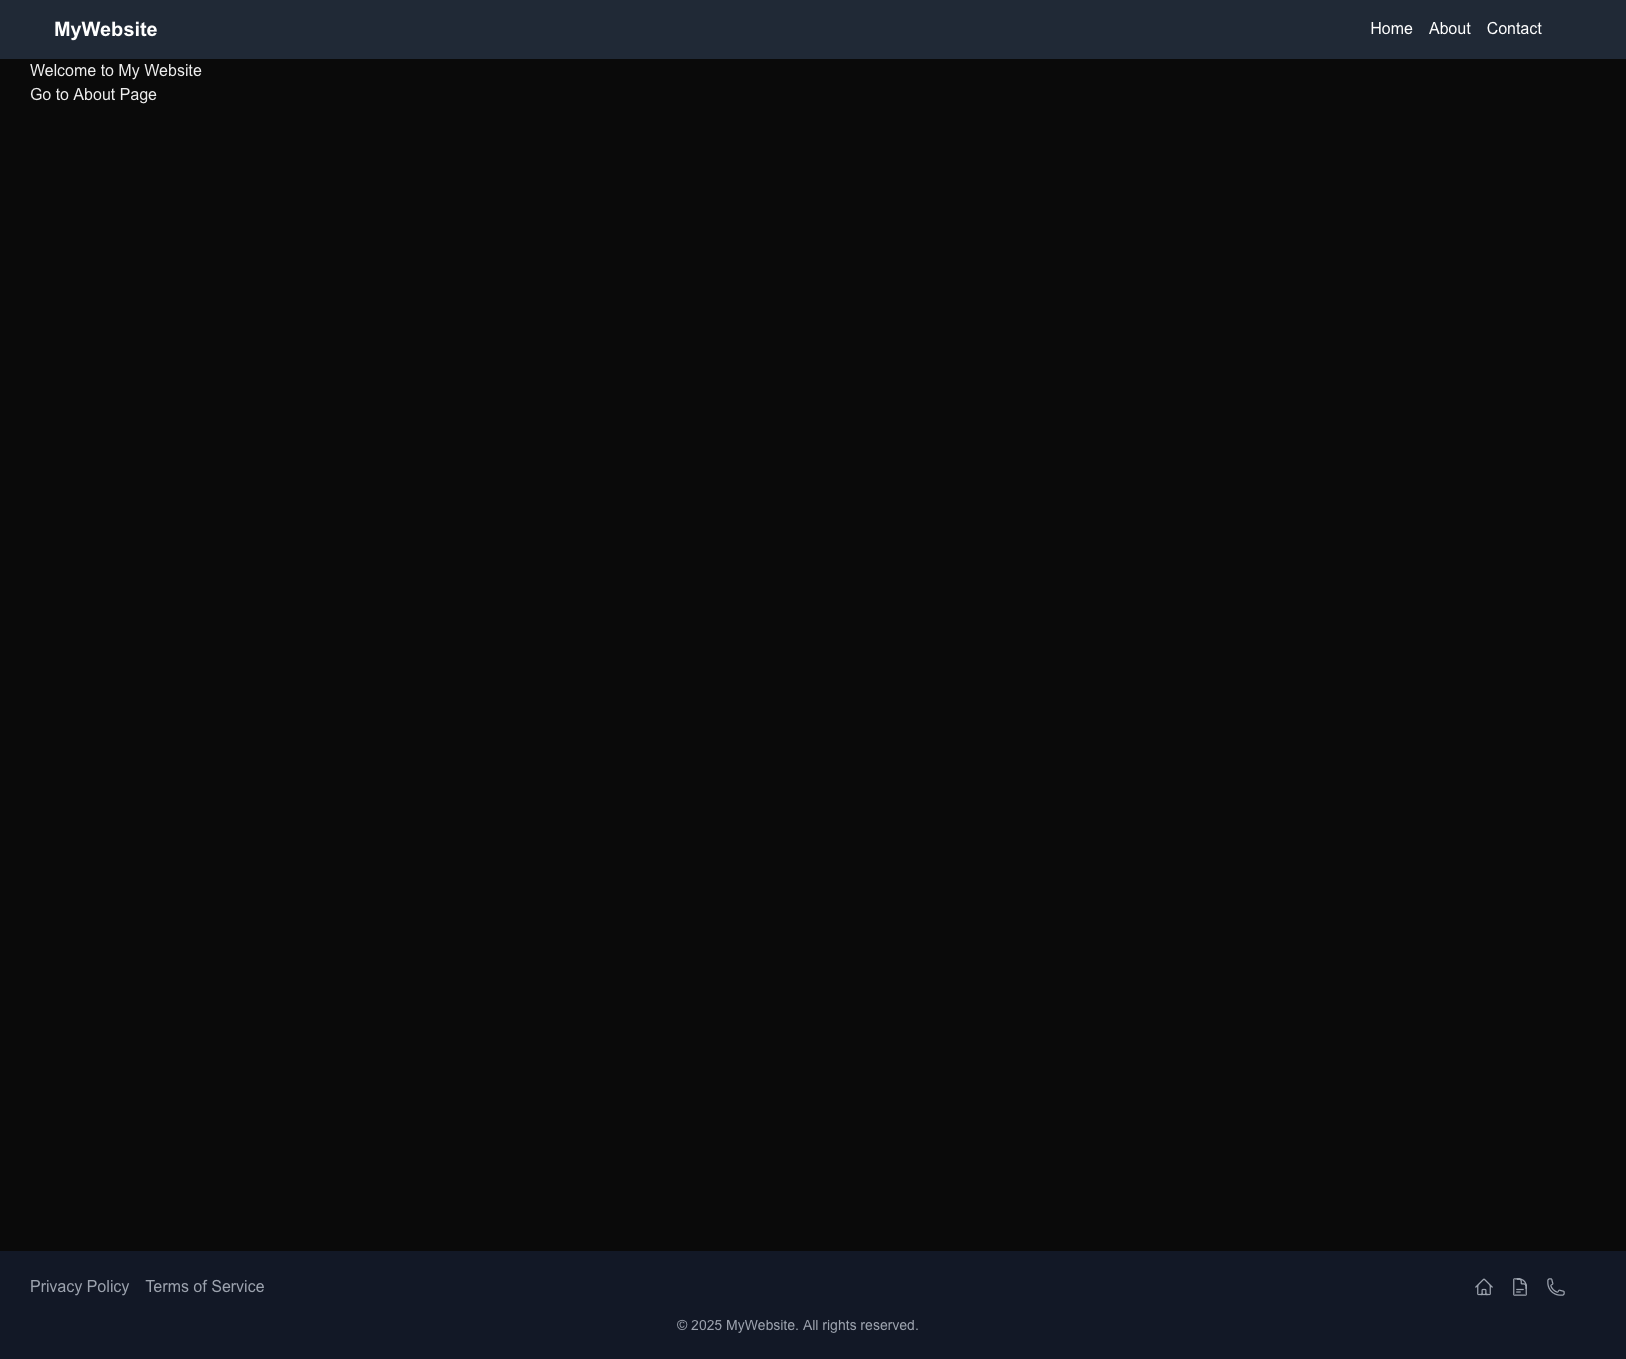 MyWebsite
Home About Contact
Welcome to My Website
Go to About Page
Privacy Policy Terms of Service
© 2025 MyWebsite. All rights reserved.